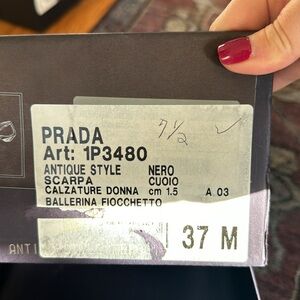 PRADA
7 1/2 ✓
Art: 1P3480
ANTIQUE STYLE NERO
SCARPA CUOIO
CALZATURE DONNA cm 1.5 A 03
BALLERINA FIOCCHETTO
37 M
ANTI